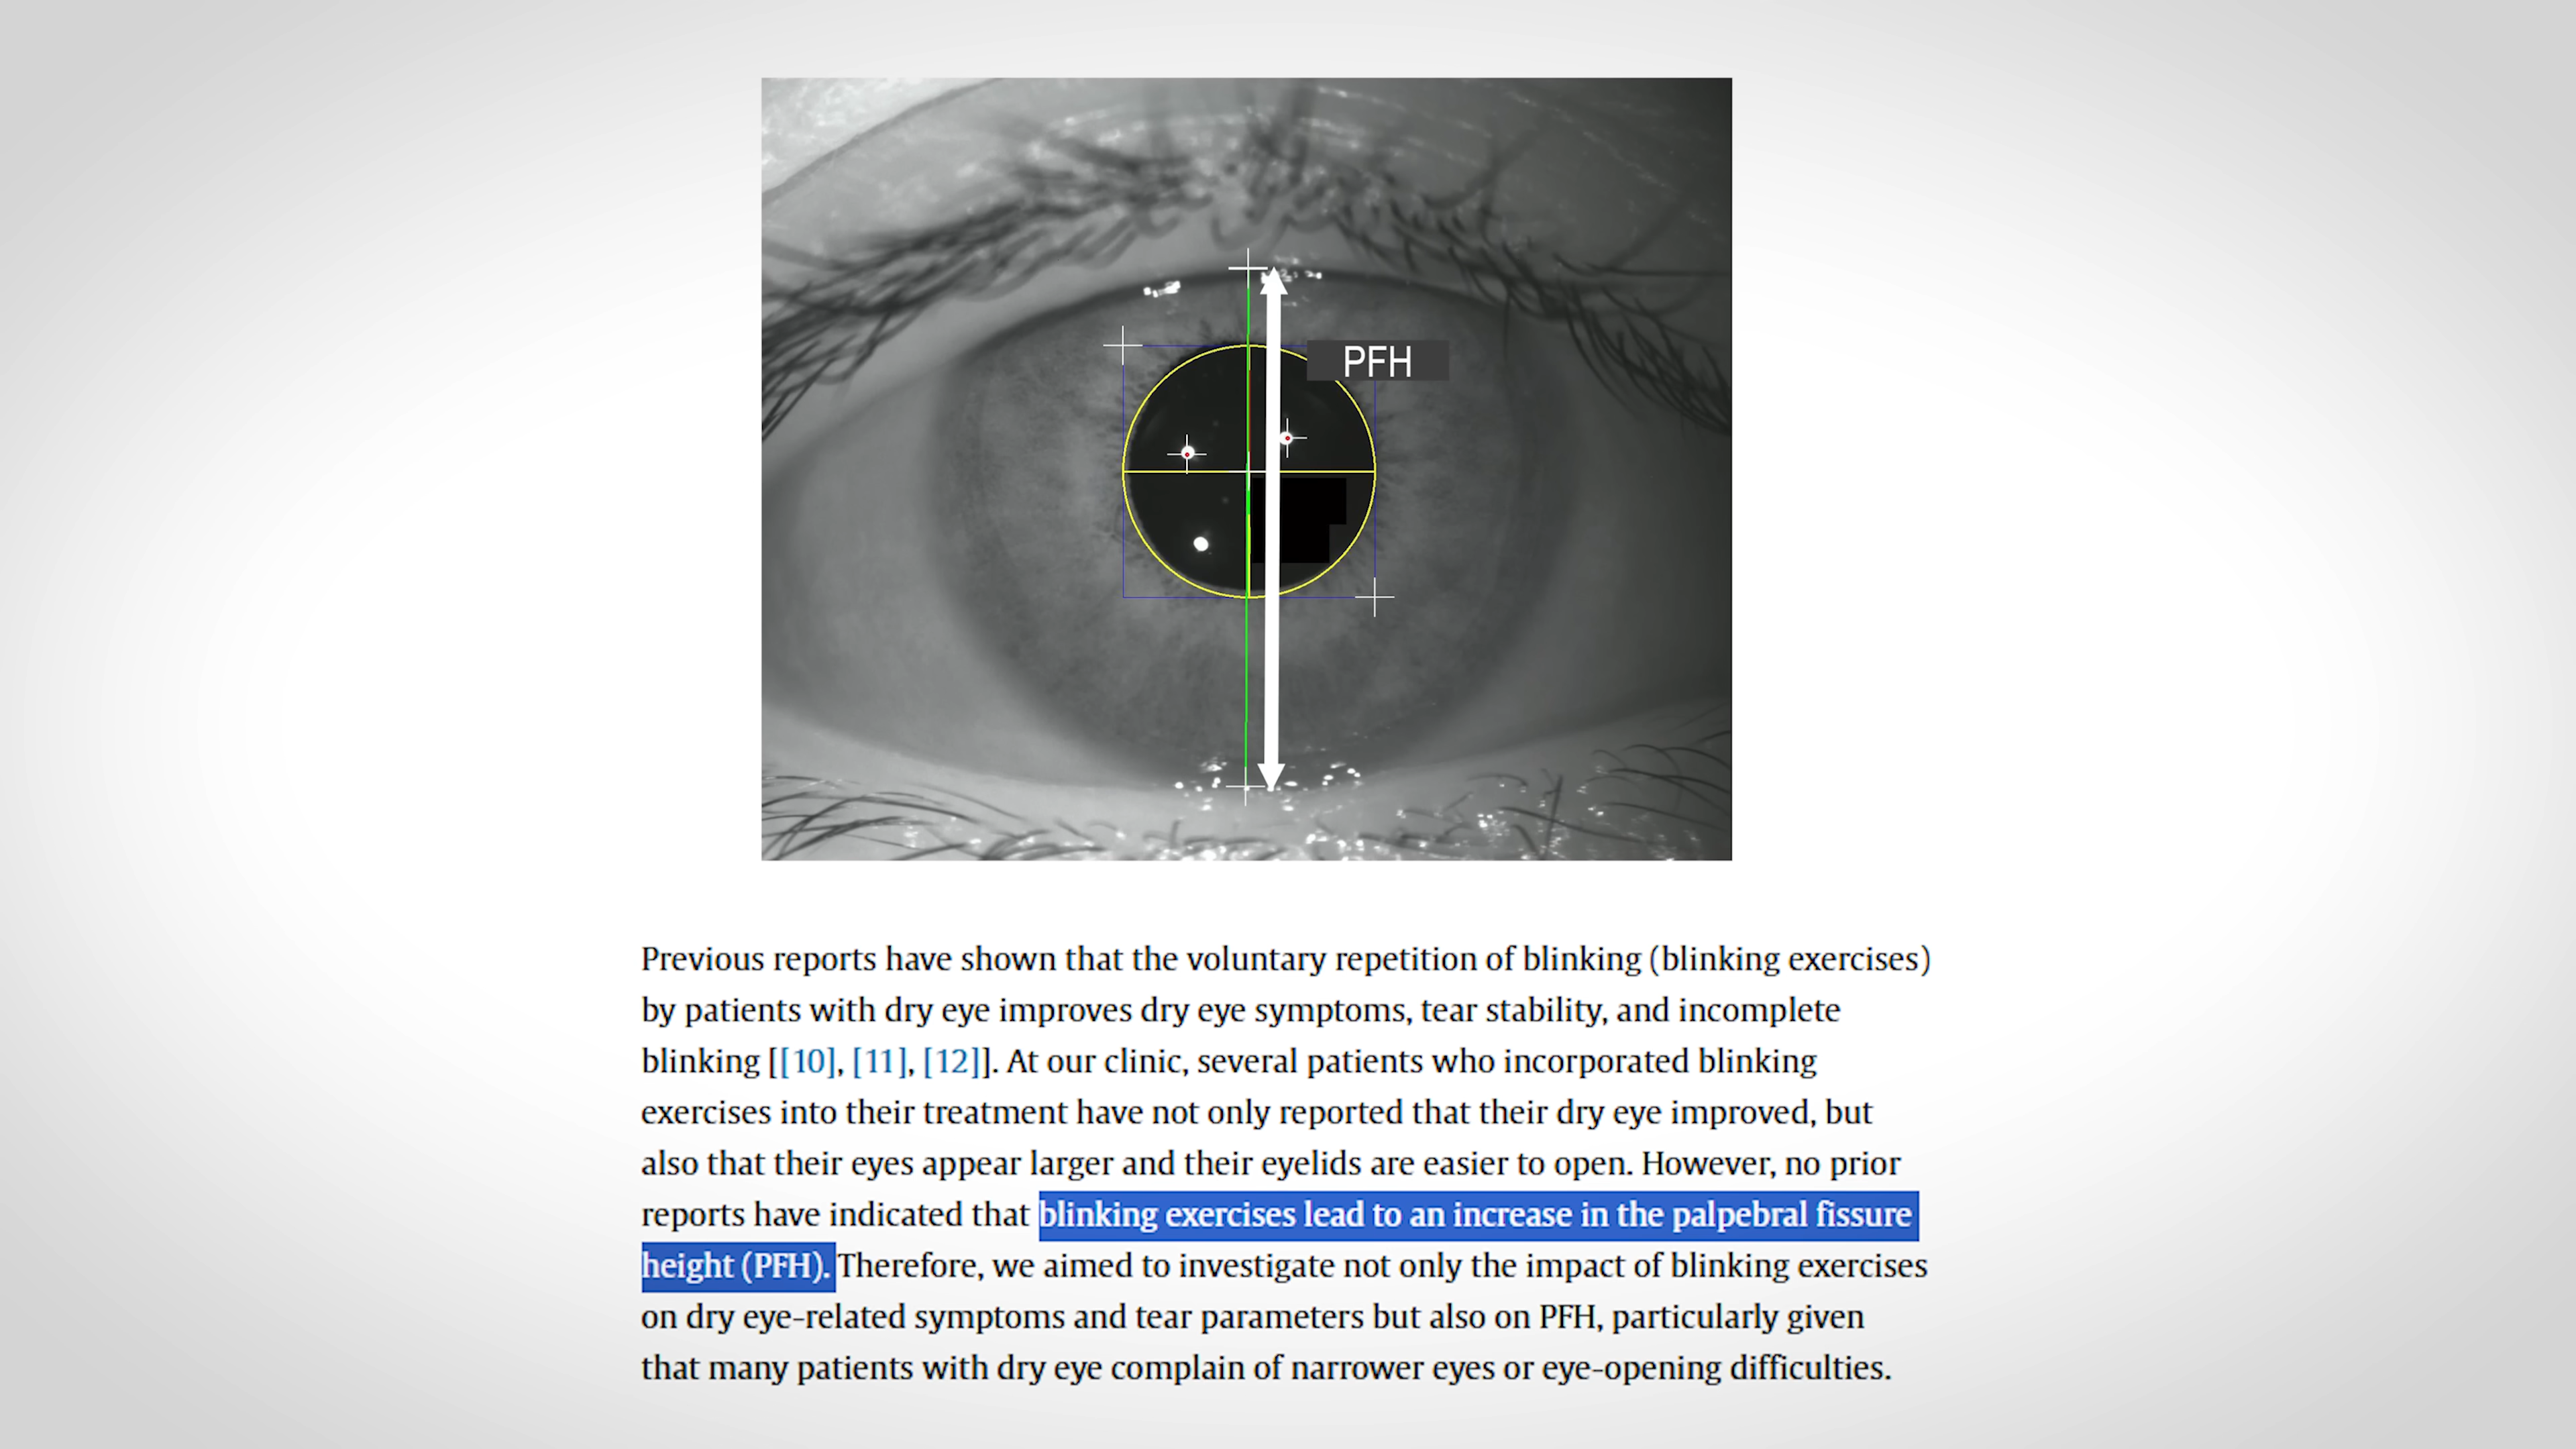 PFH
Previous reports have shown that the voluntary repetition of blinking (blinking exercises)
by patients with dry eye improves dry eye symptoms, tear stability, and incomplete
blinking [[10], [11], [12]]. At our clinic, several patients who incorporated blinking
exercises into their treatment have not only reported that their dry eye improved, but
also that their eyes appear larger and their eyelids are easier to open. However, no prior
reports have indicated that blinking exercises lead to an increase in the palpebral fissure
height (PFH). Therefore, we aimed to investigate not only the impact of blinking exercises
on dry eye-related symptoms and tear parameters but also on PFH, particularly given
that many patients with dry eye complain of narrower eyes or eye-opening difficulties.